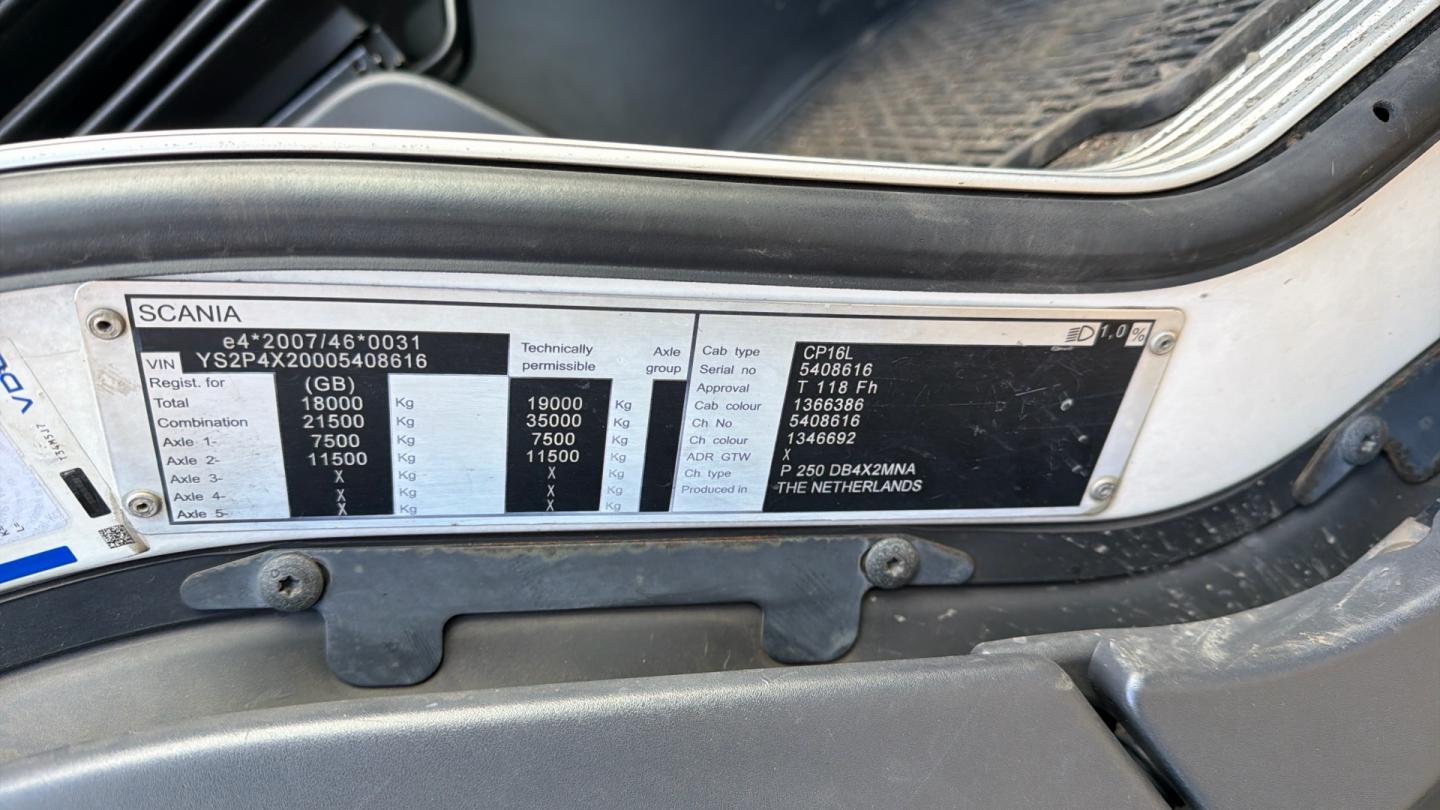 SCANIA
e4*2007/46*0031
VIN YS2P4X20005408616
Technically permissible
Axle group
Regist. for (GB)
Total 18000 Kg 19000 Kg
Combination 21500 Kg 35000 Kg
Axle 1- 7500 Kg 7500 Kg
Axle 2- 11500 Kg 11500 Kg
Axle 3- X Kg X Kg
Axle 4- X Kg X Kg
Axle 5- X Kg X Kg
1,0 %
Cab type CP16L
Serial no 5408616
Approval T 118 Fh
Cab colour 1366386
Ch No 5408616
Ch colour 1346692
ADR GTW X
Ch type P 250 DB4X2MNA
Produced in THE NETHERLANDS